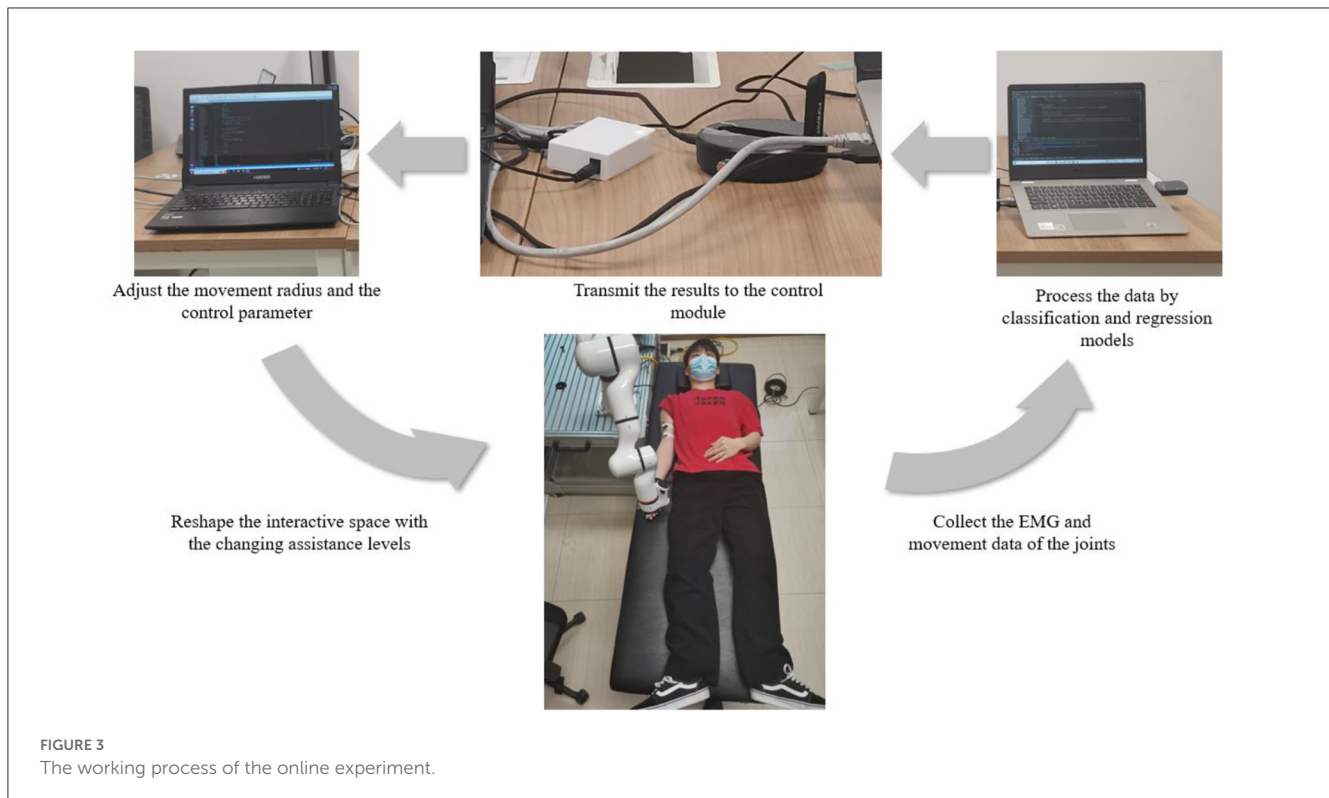 Adjust the movement radius and the
control parameter
Transmit the results to the control
module
Process the data by
classification and regression
models
Reshape the interactive space with
the changing assistance levels
Collect the EMG and
movement data of the joints
FIGURE 3
The working process of the online experiment.